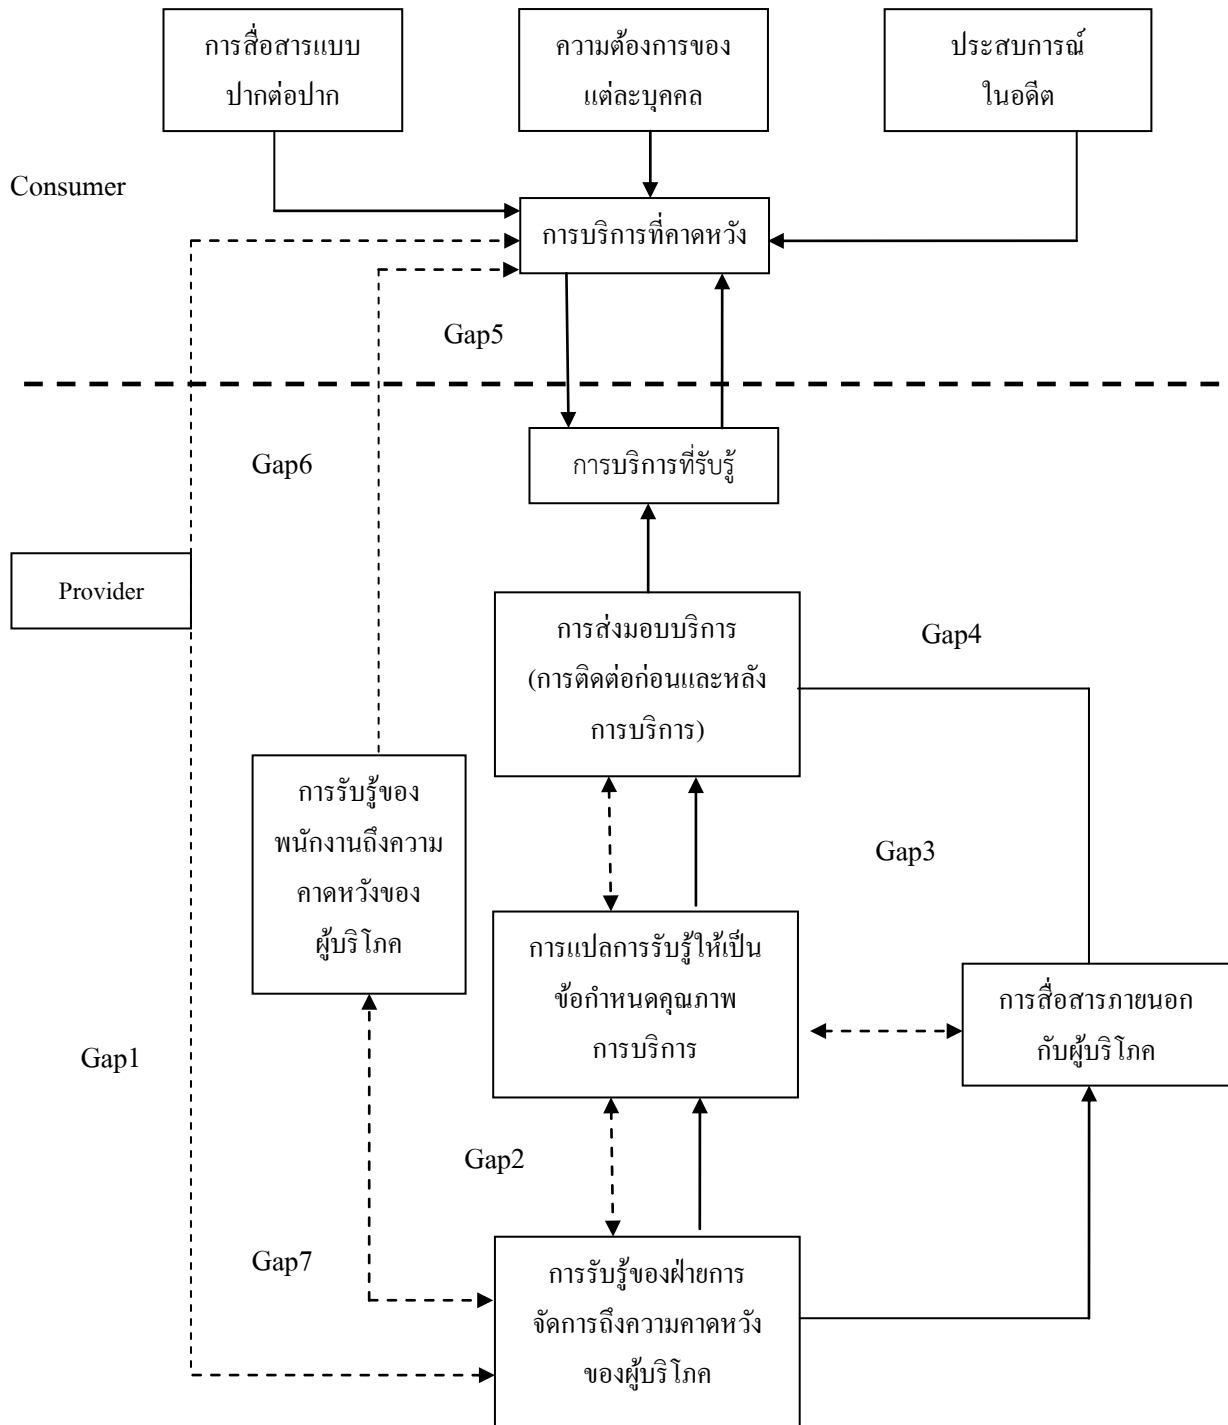 การสื่อสารแบบ
ปากต่อปาก
ความต้องการของ
แต่ละบุคคล
ประสบการณ์
ในอดีต
Consumer
การบริการที่คาดหวัง
Gap5
การบริการที่รับรู้
Gap6
Provider
การส่งมอบบริการ
(การติดต่อก่อนและหลัง
การบริการ)
Gap4
การรับรู้ของ
พนักงานถึงความ
คาดหวังของ
ผู้บริโภค
Gap3
การแปลการรับรู้ให้เป็น
ข้อกำหนดคุณภาพ
การบริการ
การสื่อสารภายนอก
กับผู้บริโภค
Gap1
Gap2
Gap7
การรับรู้ของฝ่ายการ
จัดการถึงความคาดหวัง
ของผู้บริโภค